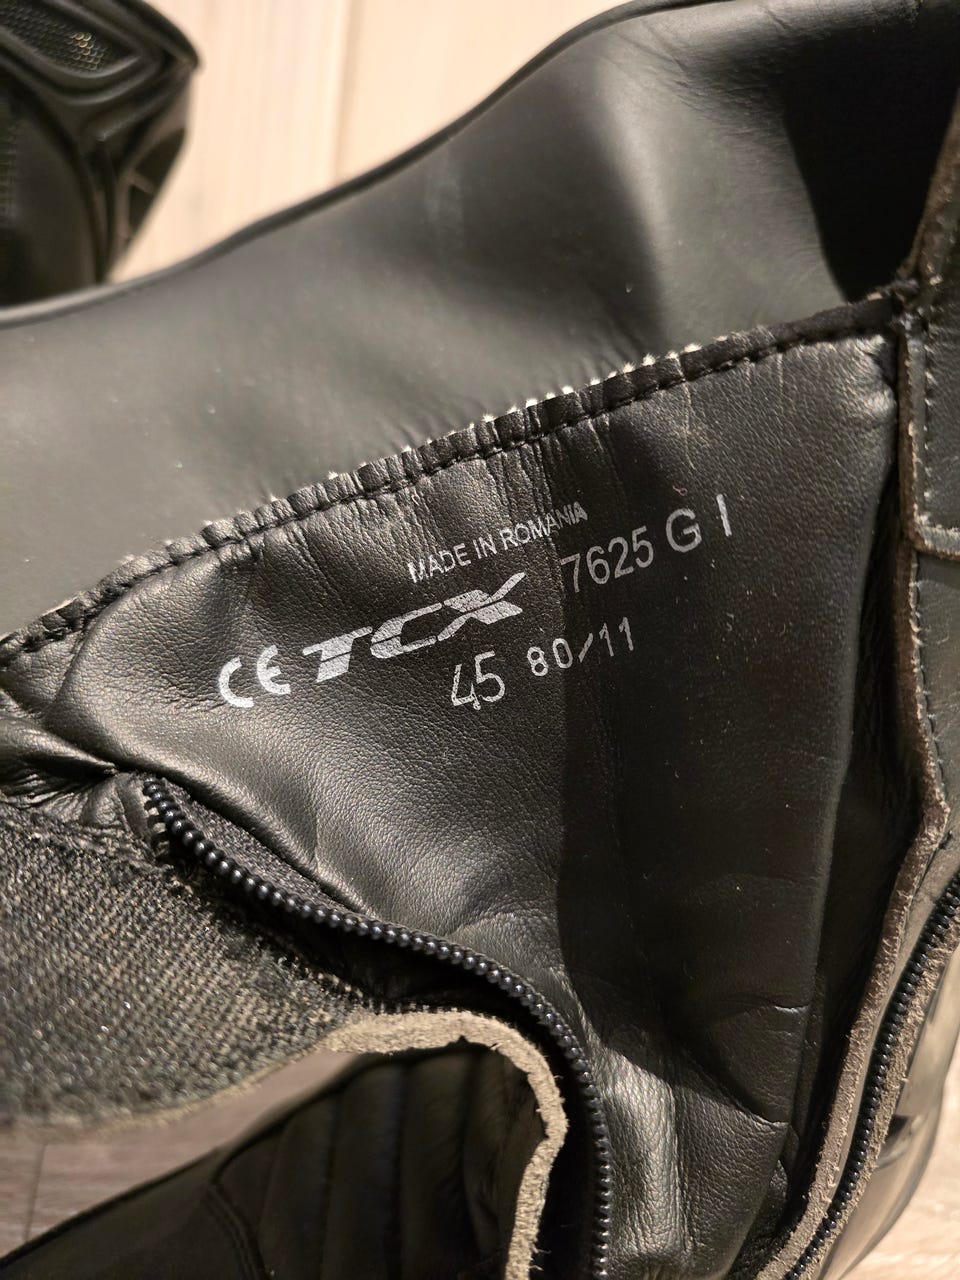 MADE IN ROMANIA
CE TCX 7625 G I
45 80/11